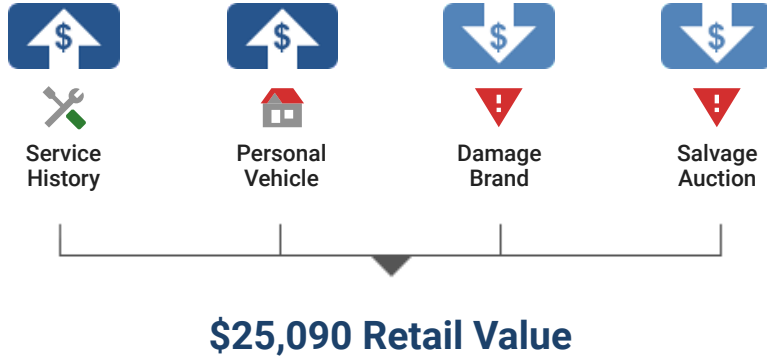 $ $ $ $
! !
Service History
Personal Vehicle
Damage Brand
Salvage Auction
$25,090 Retail Value